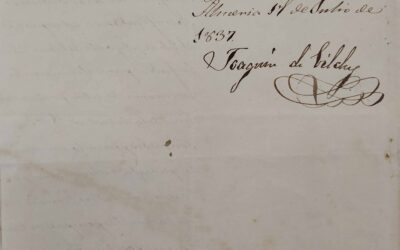 Almería 17 de Julio de
1837
Joaquín de Vilches